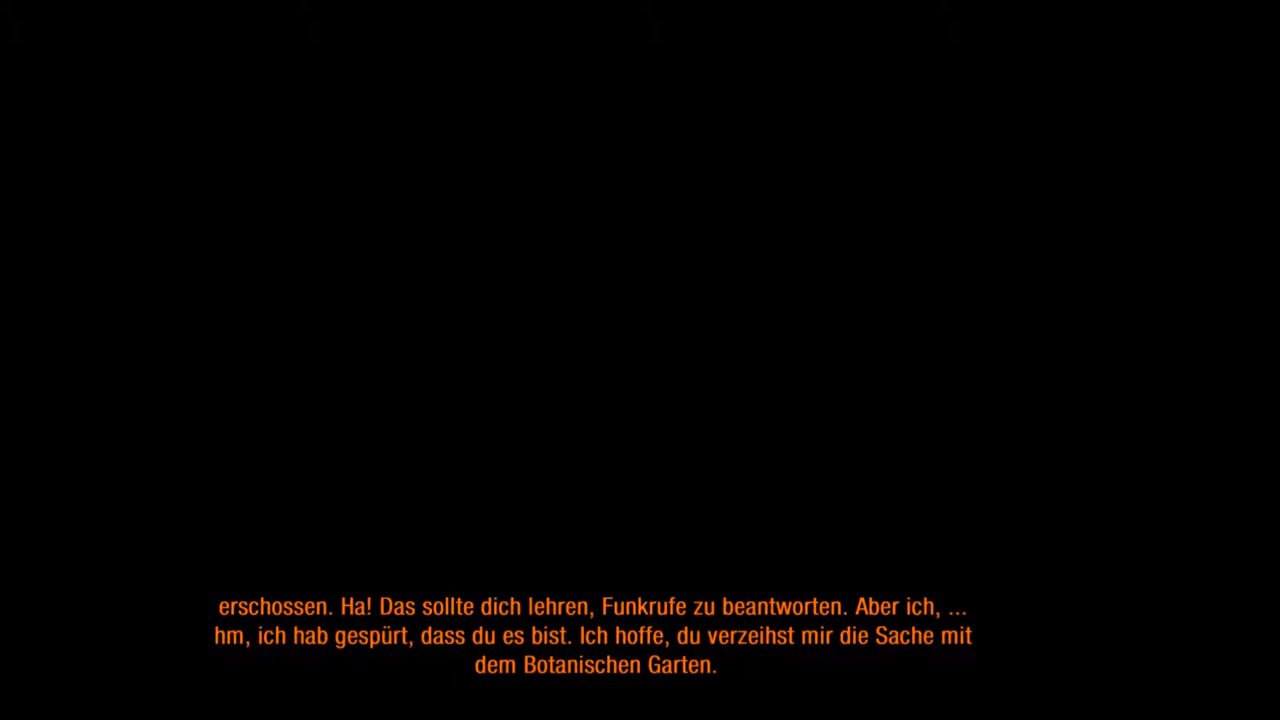 erschossen. Ha! Das sollte dich lehren, Funkrufe zu beantworten. Aber ich, ...
hm, ich hab gespürt, dass du es bist. Ich hoffe, du verzeihst mir die Sache mit
dem Botanischen Garten.